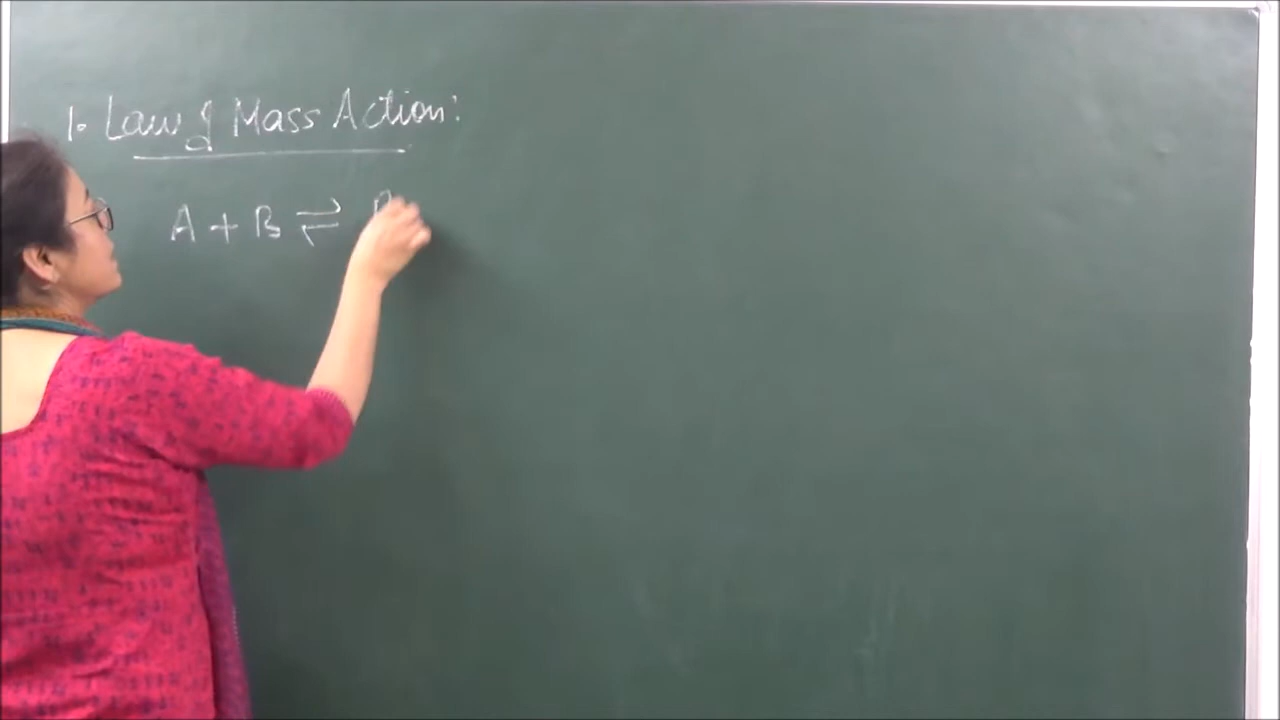 1. Law of Mass Action:
A + B ⇌